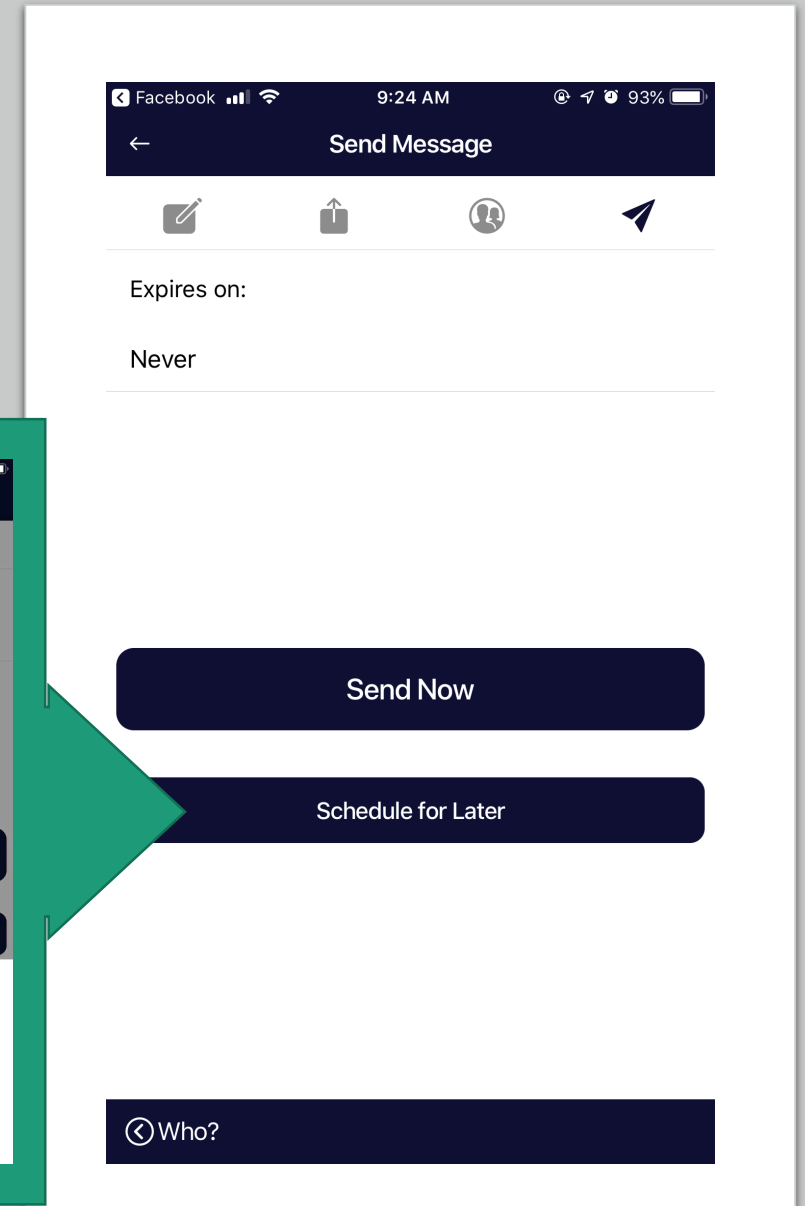 Facebook 9:24 AM 93%
Send Message
Expires on:
Never
Send Now
Schedule for Later
Who?